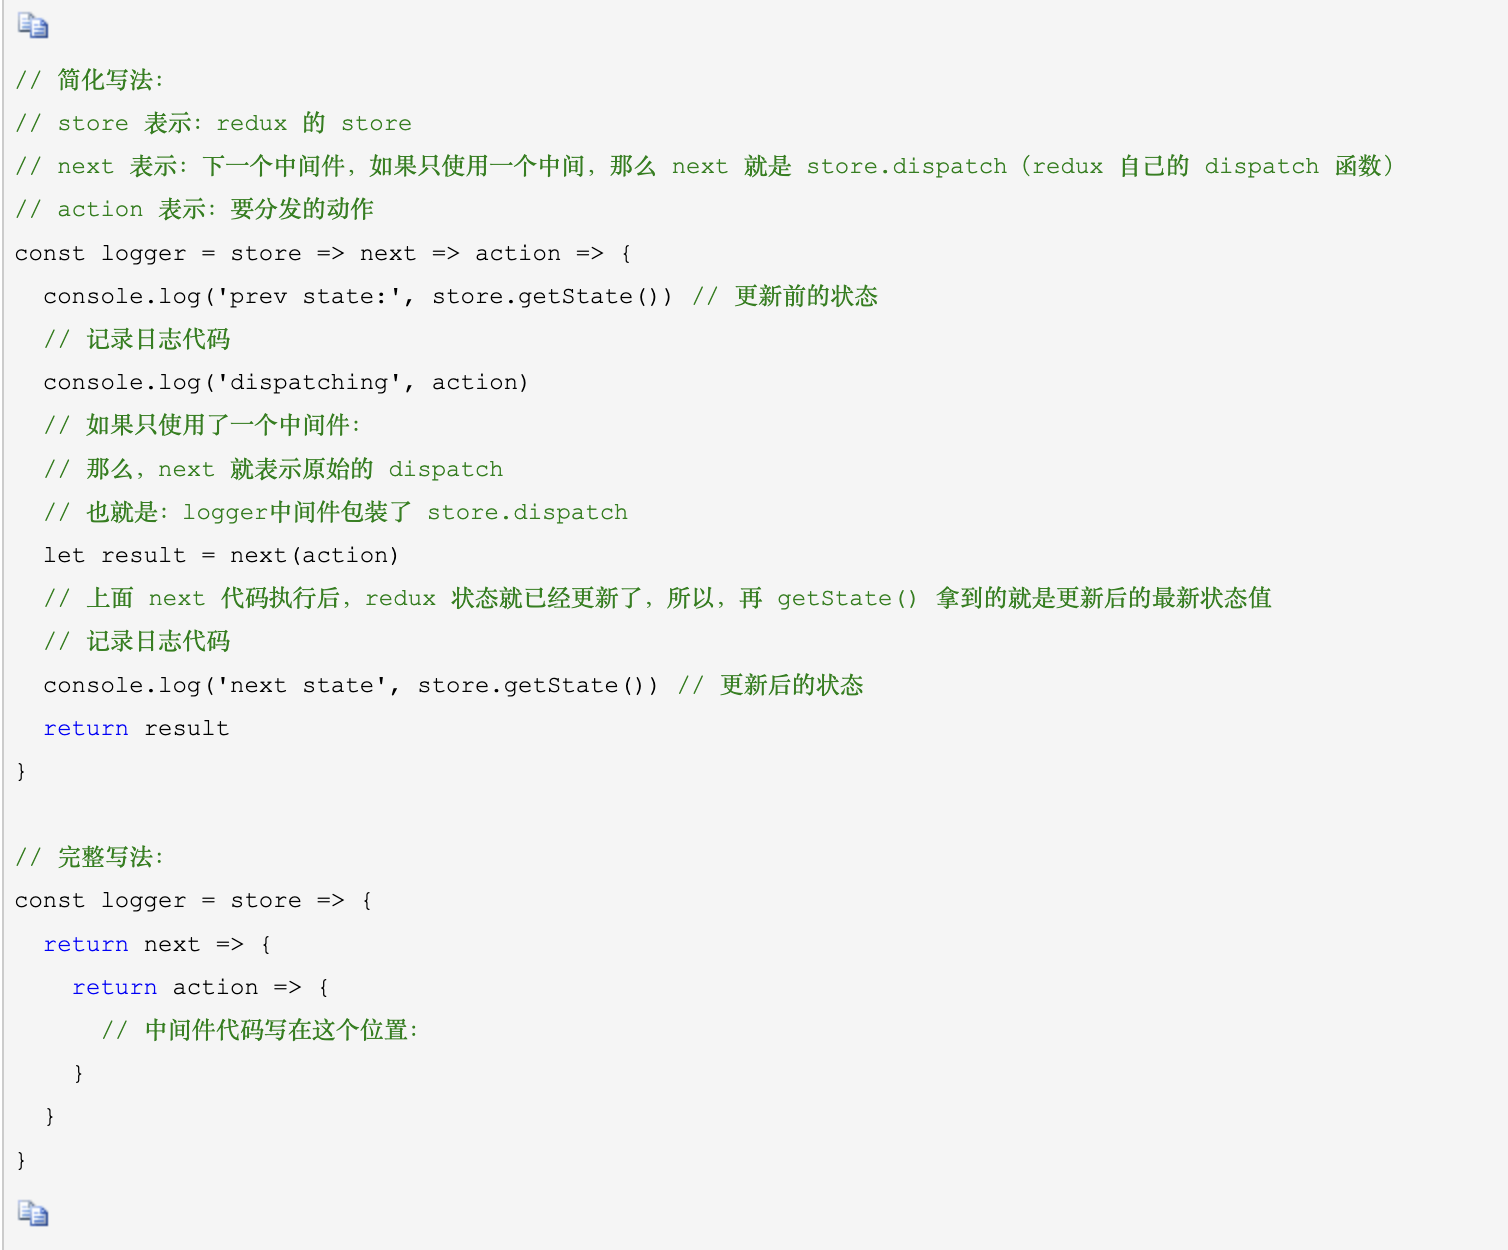 // 简化写法：
// store 表示：redux 的 store
// next 表示：下一个中间件，如果只使用一个中间，那么 next 就是 store.dispatch（redux 自己的 dispatch 函数）
// action 表示：要分发的动作
const logger = store => next => action => {
  console.log('prev state:', store.getState()) // 更新前的状态
  // 记录日志代码
  console.log('dispatching', action)
  // 如果只使用了一个中间件：
  // 那么，next 就表示原始的 dispatch
  // 也就是：logger中间件包装了 store.dispatch
  let result = next(action)
  // 上面 next 代码执行后，redux 状态就已经更新了，所以，再 getState() 拿到的就是更新后的最新状态值
  // 记录日志代码
  console.log('next state', store.getState()) // 更新后的状态
  return result
}

// 完整写法：
const logger = store => {
  return next => {
    return action => {
      // 中间件代码写在这个位置：
    }
  }
}